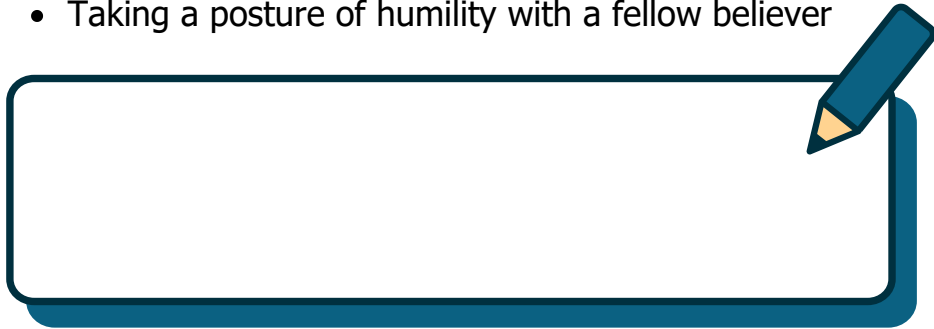 • Taking a posture of humility with a fellow believer